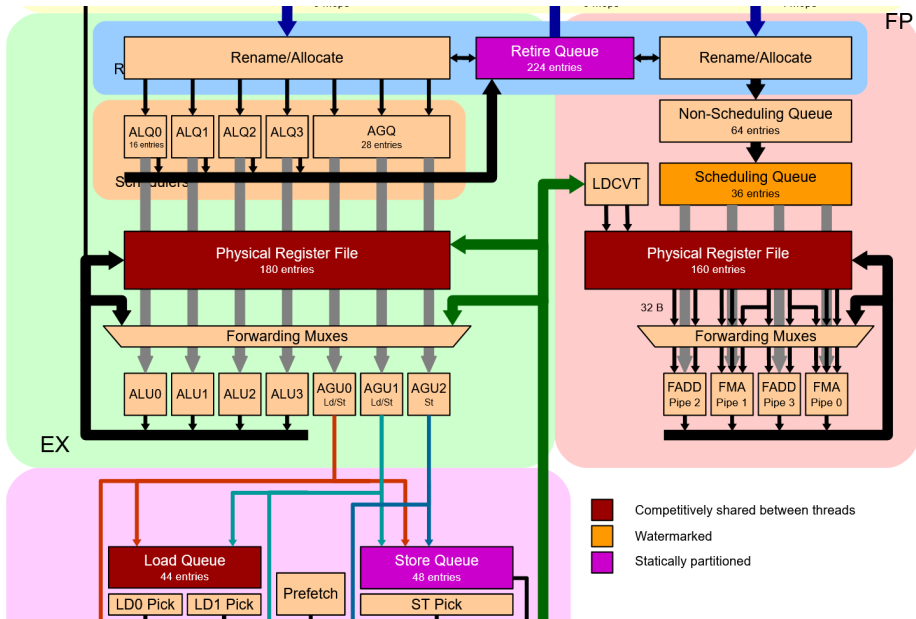 FP
Rename/Allocate
Retire Queue
224 entries
Rename/Allocate
Non-Scheduling Queue
64 entries
ALQ0
16 entries
ALQ1
ALQ2
ALQ3
AGQ
28 entries
LDCVT
Scheduling Queue
36 entries
Physical Register File
180 entries
Physical Register File
160 entries
32 B
Forwarding Muxes
Forwarding Muxes
ALU0
ALU1
ALU2
ALU3
AGU0
Ld/St
AGU1
Ld/St
AGU2
St
FADD
Pipe 2
FMA
Pipe 1
FADD
Pipe 3
FMA
Pipe 0
EX
Competitively shared between threads
Watermarked
Statically partitioned
Load Queue
44 entries
Store Queue
48 entries
LD0 Pick
LD1 Pick
Prefetch
ST Pick